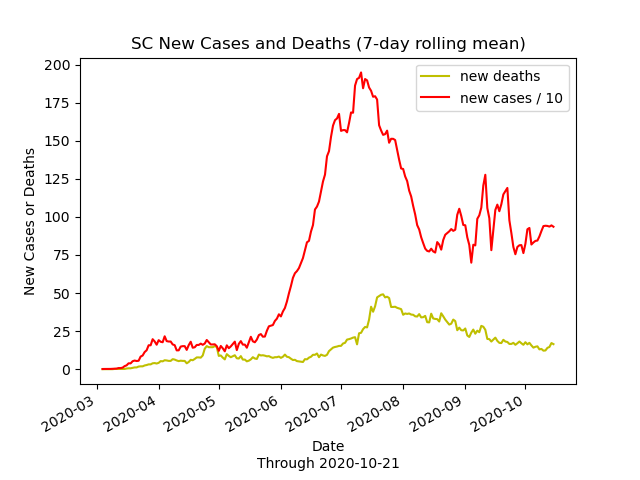 SC New Cases and Deaths (7-day rolling mean)
new deaths
new cases / 10
200
175
150
125
100
75
50
25
0
New Cases or Deaths
2020-03
2020-04
2020-05
2020-06
2020-07
2020-08
2020-09
2020-10
Date
Through 2020-10-21